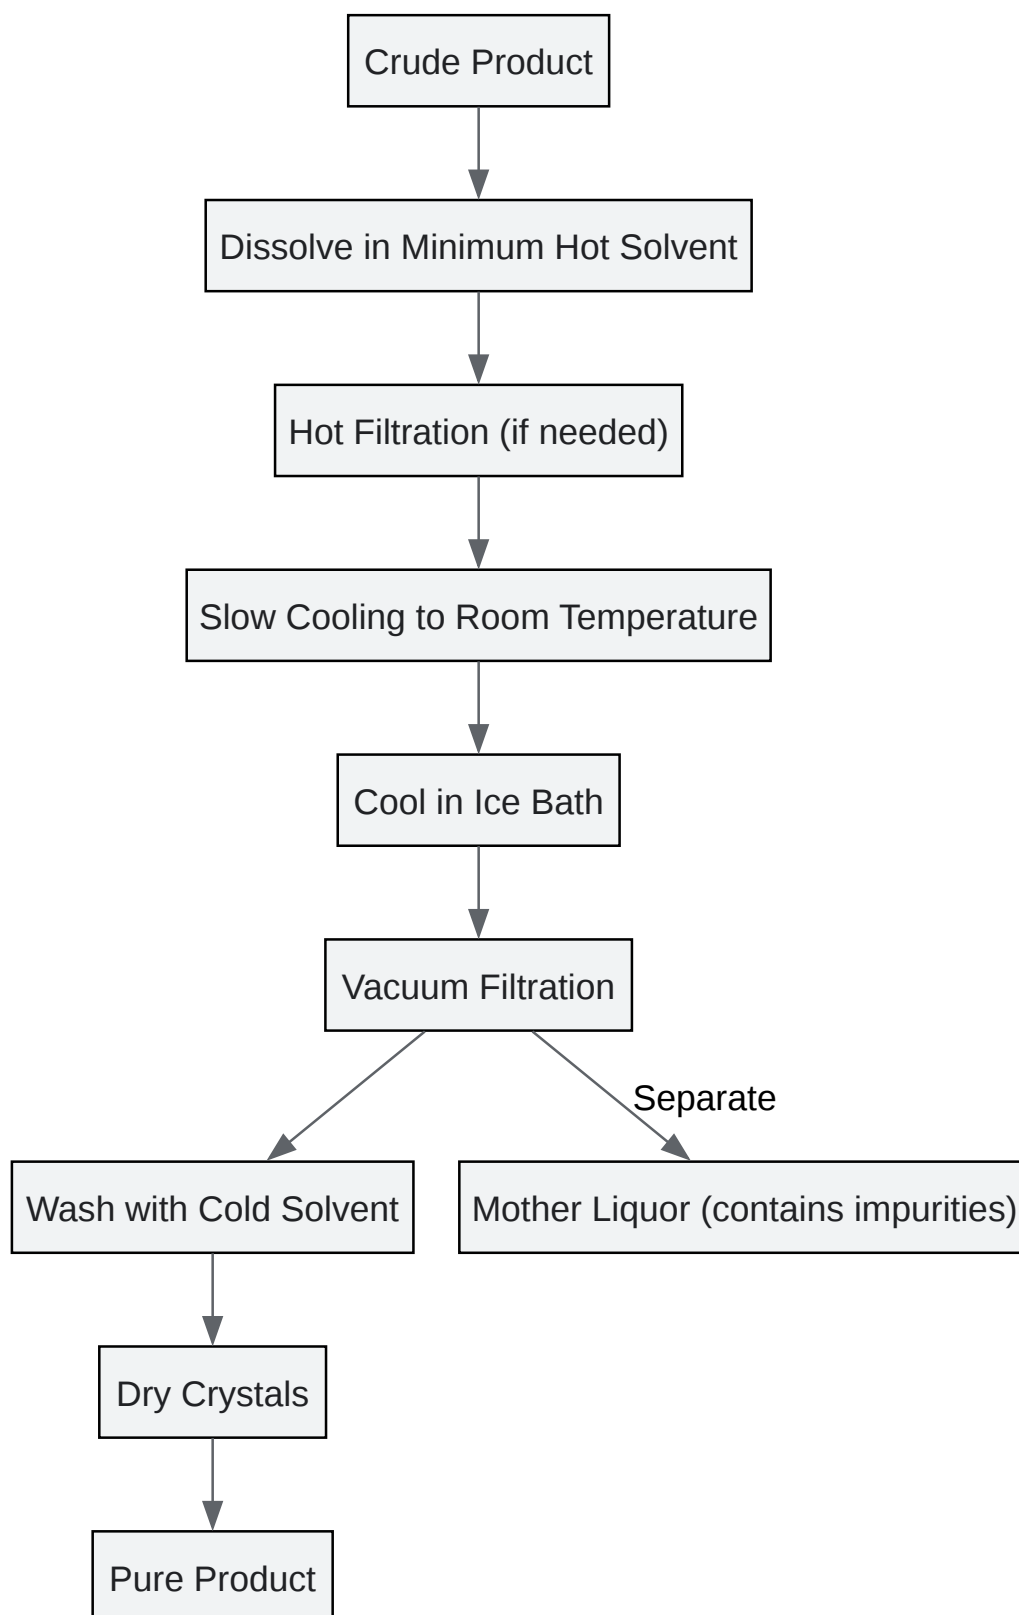 Crude Product
Dissolve in Minimum Hot Solvent
Hot Filtration (if needed)
Slow Cooling to Room Temperature
Cool in Ice Bath
Vacuum Filtration
Separate
Wash with Cold Solvent
Mother Liquor (contains impurities)
Dry Crystals
Pure Product